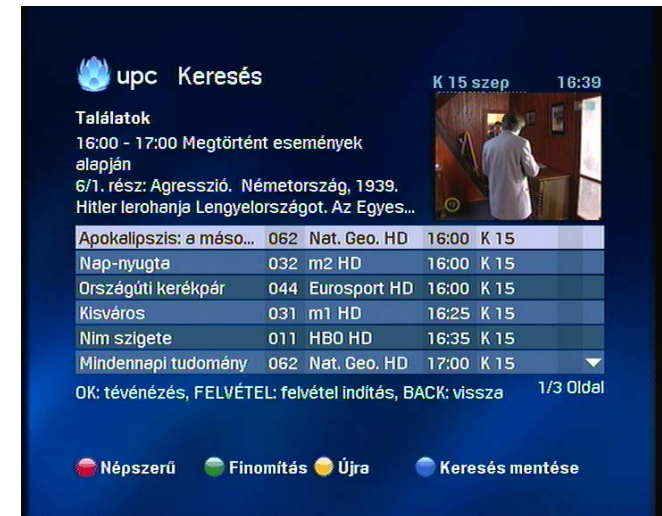 upc Keresés
K 15 szep 16:39
Találatok
16:00 - 17:00 Megtörtént események
alapján
6/1. rész: Agresszió. Németország, 1939.
Hitler lerohanja Lengyelországot. Az Egyes...
Apokalipszis: a máso... 062 Nat. Geo. HD 16:00 K 15
Nap-nyugta 032 m2 HD 16:00 K 15
Országúti kerékpár 044 Eurosport HD 16:00 K 15
Kisváros 031 m1 HD 16:25 K 15
Nim szigete 011 HBO HD 16:35 K 15
Mindennapi tudomány 062 Nat. Geo. HD 17:00 K 15
OK: tévénézés, FELVÉTEL: felvétel indítás, BACK: vissza 1/3 Oldal
Népszerű Finomítás Újra Keresés mentése